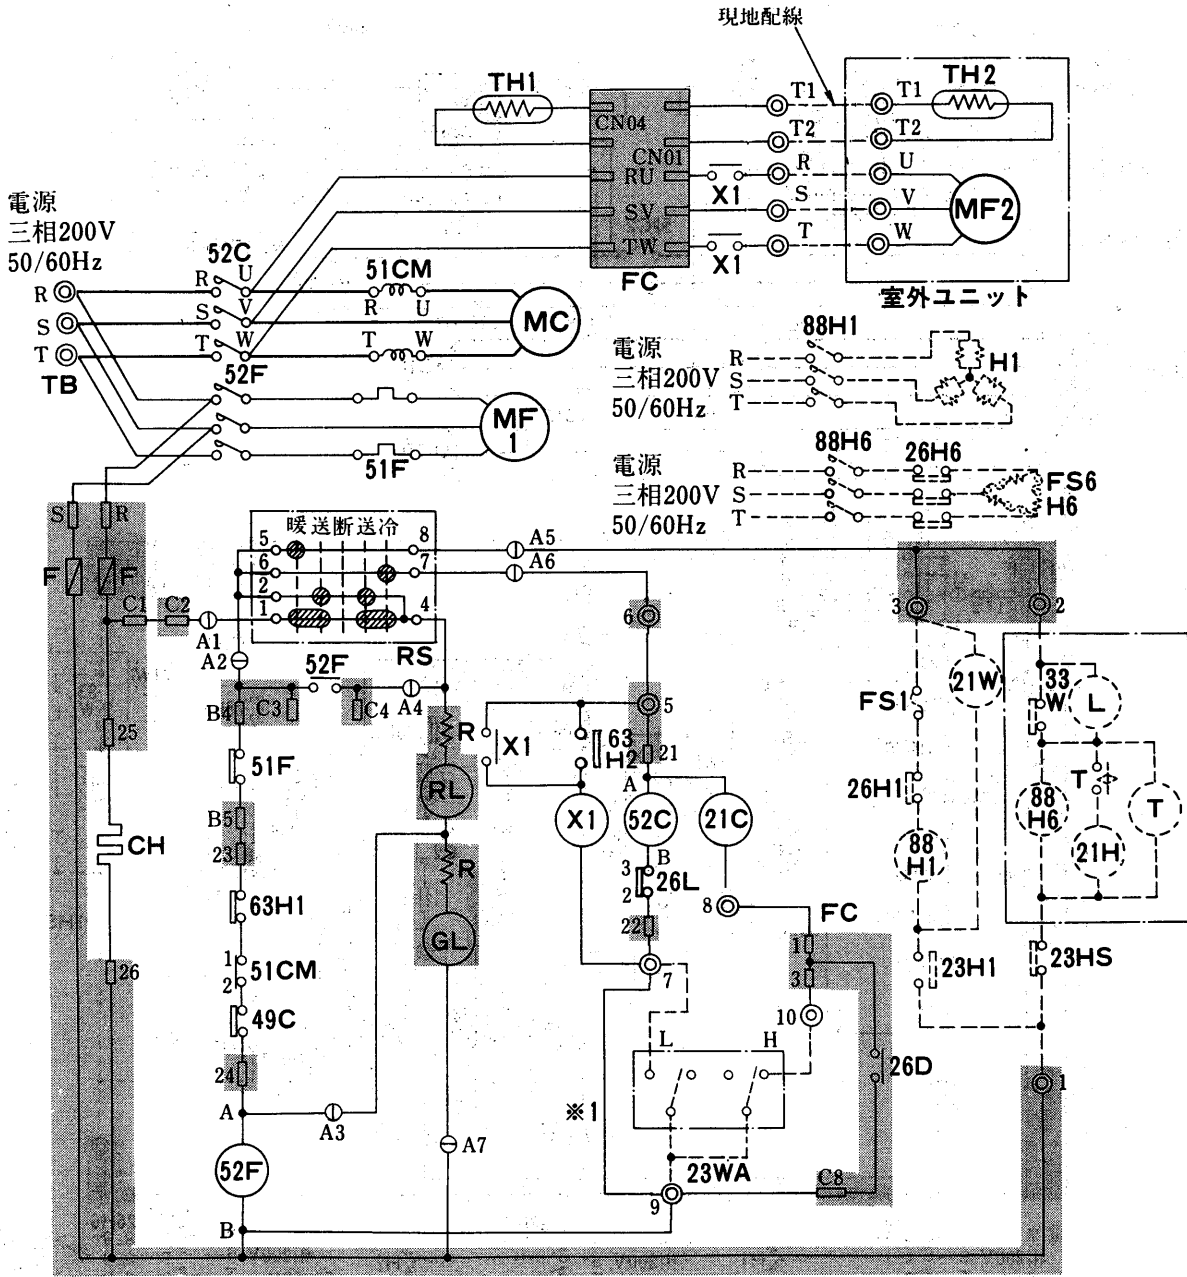 現地配線
TH1
CN04
CN01
RU
SV
TW
FC
T1
T2
R
S
T
X1
X1
T1
T2
U
V
W
TH2
MF2
室外ユニット
電源
三相200V
50/60Hz
R
S
T
TB
52C
R
S
T
U
V
W
51CM
R
U
T
W
MC
52F
51F
MF
1
電源
三相200V
50/60Hz
R
S
T
88H1
H1
電源
三相200V
50/60Hz
R
S
T
88H6
26H6
FS6
H6
S
R
F
F
C1
C2
A1
A2
暖送断送冷
5
6
2
1
8
7
4
RS
A5
A6
6
3
2
52F
B4
C3
C4
A4
25
51F
B5
23
CH
63H1
1
2
51CM
49C
26
24
A
A3
52F
B
R
RL
R
GL
A7
X1
63
H2
5
21
A
X1
52C
21C
B
3
2
26L
22
7
8
FC
1
3
10
26D
L
H
※1
23WA
9
C8
FS1
21W
26H1
88
H1
23H1
33
W
L
T
88
H6
21H
T
23HS
1